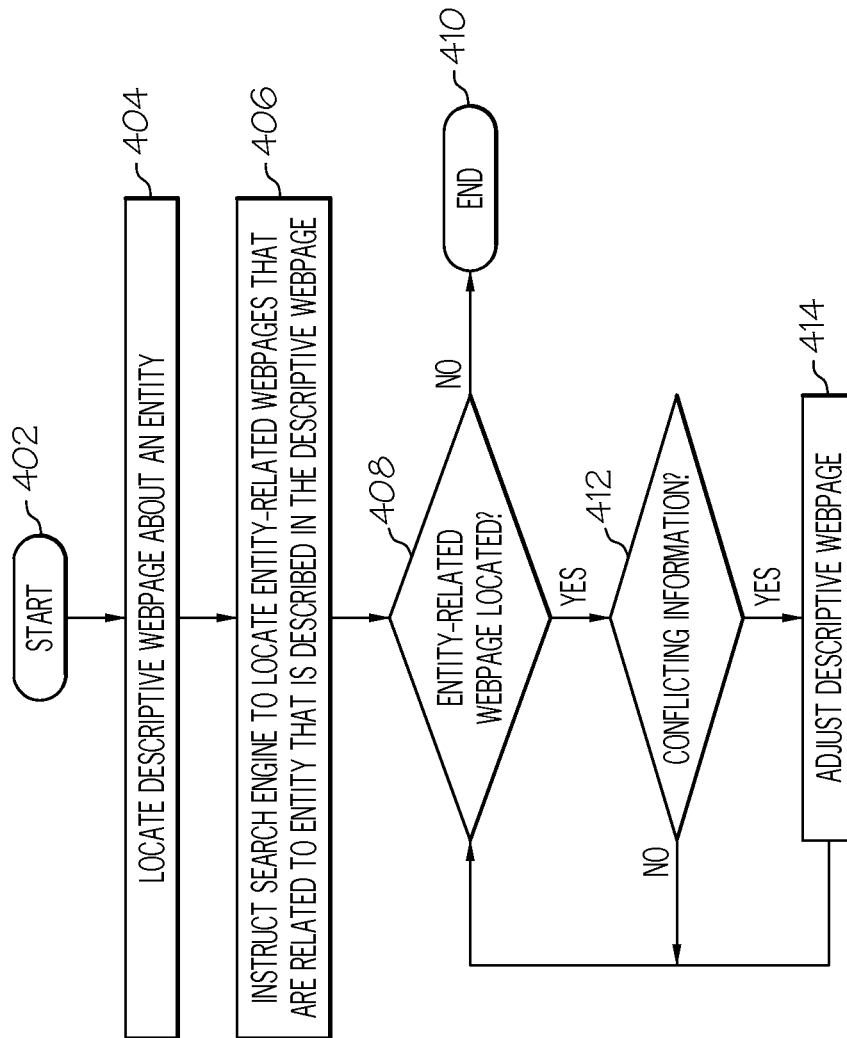 START
402
LOCATE DESCRIPTIVE WEBPAGE ABOUT AN ENTITY
404
INSTRUCT SEARCH ENGINE TO LOCATE ENTITY-RELATED WEBPAGES THAT
ARE RELATED TO ENTITY THAT IS DESCRIBED IN THE DESCRIPTIVE WEBPAGE
406
ENTITY-RELATED
WEBPAGE LOCATED?
408
NO
END
410
YES
CONFLICTING INFORMATION?
412
NO
YES
ADJUST DESCRIPTIVE WEBPAGE
414